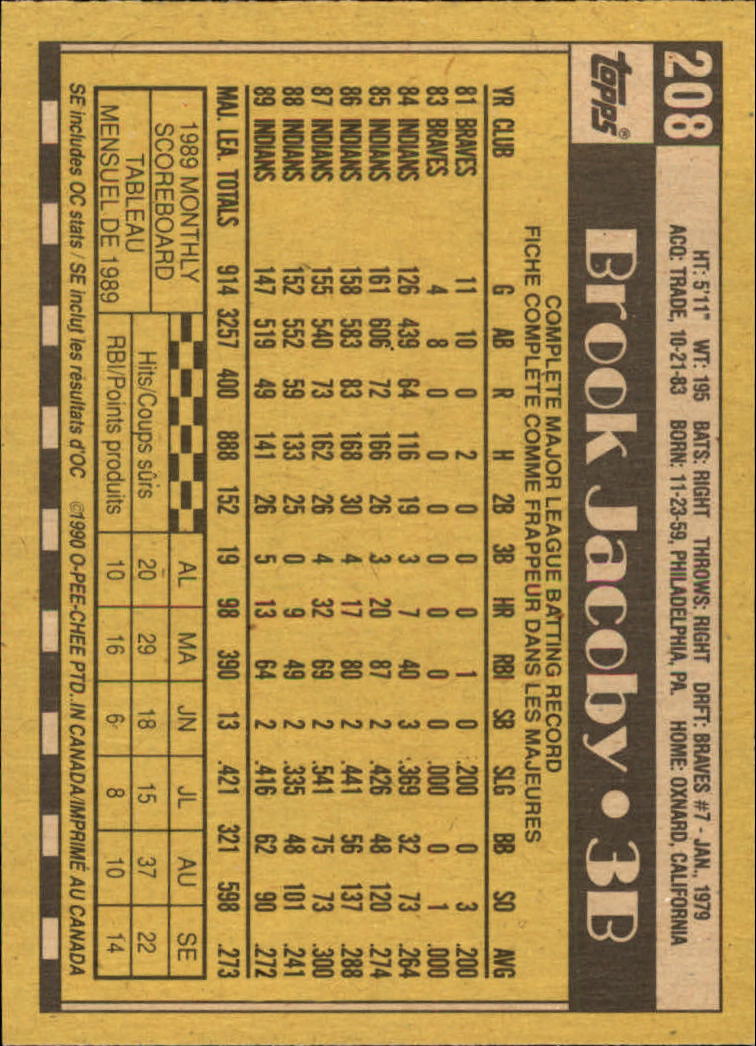 208
HT: 5'11" WT: 195 BATS: RIGHT THROWS: RIGHT DRFT: BRAVES #7 - JAN., 1979
ACQ: TRADE, 10-21-83 BORN: 11-23-59, PHILADELPHIA, PA. HOME: OXNARD, CALIFORNIA
topps®
Brook Jacoby • 3B
COMPLETE MAJOR LEAGUE BATTING RECORD
FICHE COMPLÈTE COMME FRAPPEUR DANS LES MAJEURES
YR CLUB G AB R H 2B 3B HR RBI SB SLG BB SO AVG
81 BRAVES 11 10 0 2 0 0 0 1 0 .200 0 3 .200
83 BRAVES 4 8 0 0 0 0 0 0 0 .000 0 1 .000
84 INDIANS 126 439 64 116 19 3 7 40 3 .369 32 73 .264
85 INDIANS 161 606 72 166 26 3 20 87 2 .426 48 120 .274
86 INDIANS 158 583 83 168 30 4 17 80 2 .441 56 137 .288
87 INDIANS 155 540 73 162 26 4 32 69 2 .541 75 73 .300
88 INDIANS 152 552 59 133 25 0 9 49 2 .335 48 101 .241
89 INDIANS 147 519 49 141 26 5 13 64 2 .416 62 90 .272
MAJ. LEA. TOTALS 914 3257 400 888 152 19 98 390 13 .421 321 598 .273
1989 MONTHLY SCOREBOARD
TABLEAU MENSUEL DE 1989
AL MA JN JL AU SE
Hits/Coups sûrs 20 29 18 15 37 22
RBI/Points produits 10 16 6 8 10 14
SE includes OC stats / SE inclut les résultats d'OC ©1990 O-PEE-CHEE PTD. IN CANADA/IMPRIMÉ AU CANADA